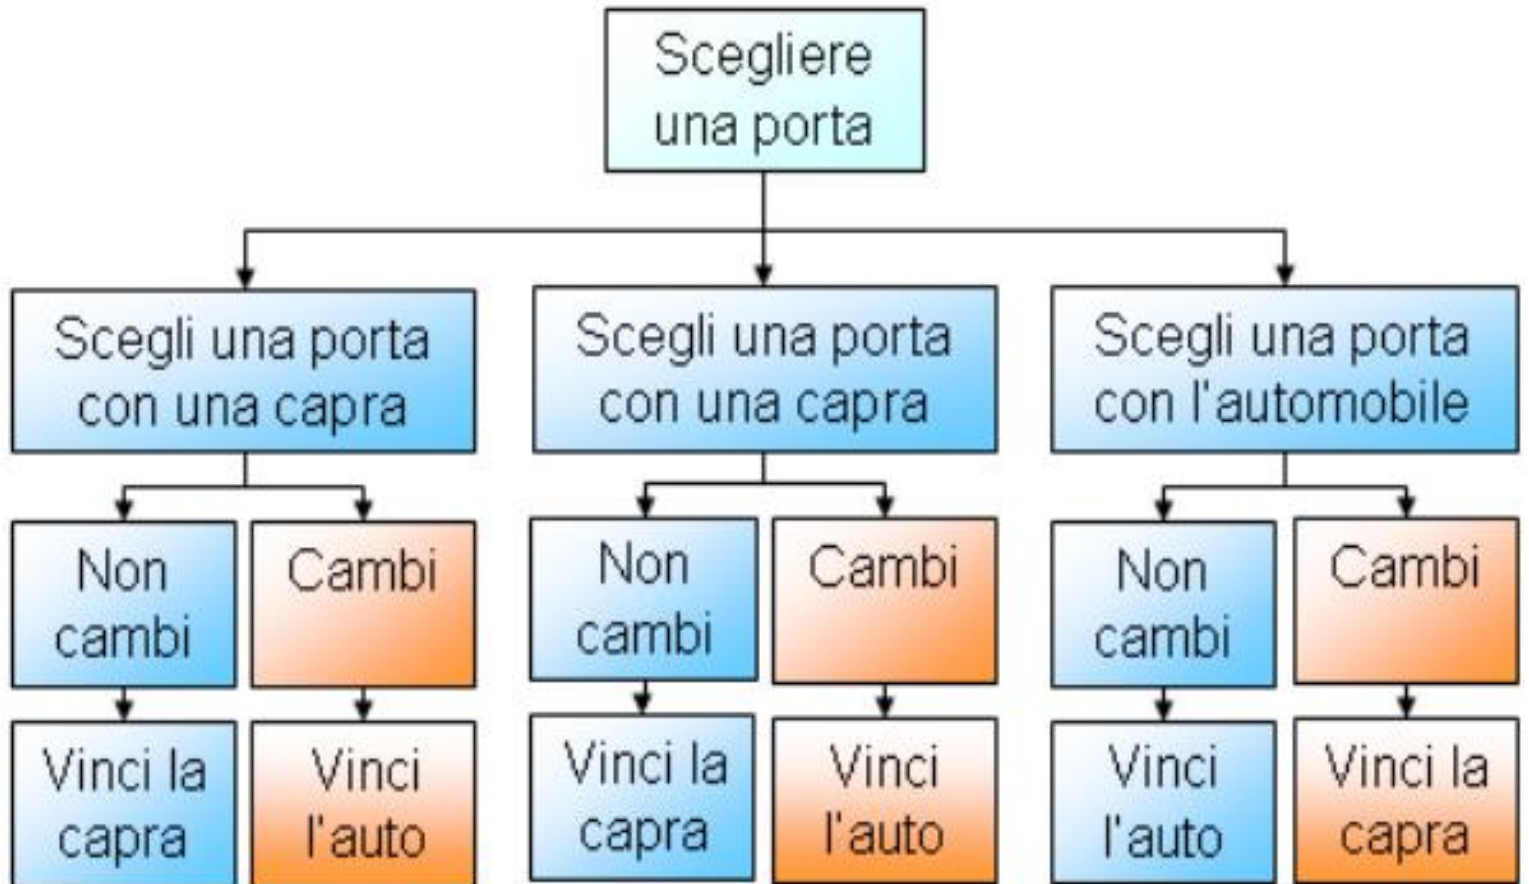 Scegliere
una porta
Scegli una porta
con una capra
Scegli una porta
con una capra
Scegli una porta
con l'automobile
Non
cambi
Cambi
Non
cambi
Cambi
Non
cambi
Cambi
Vinci la
capra
Vinci
l'auto
Vinci la
capra
Vinci
l'auto
Vinci
l'auto
Vinci la
capra